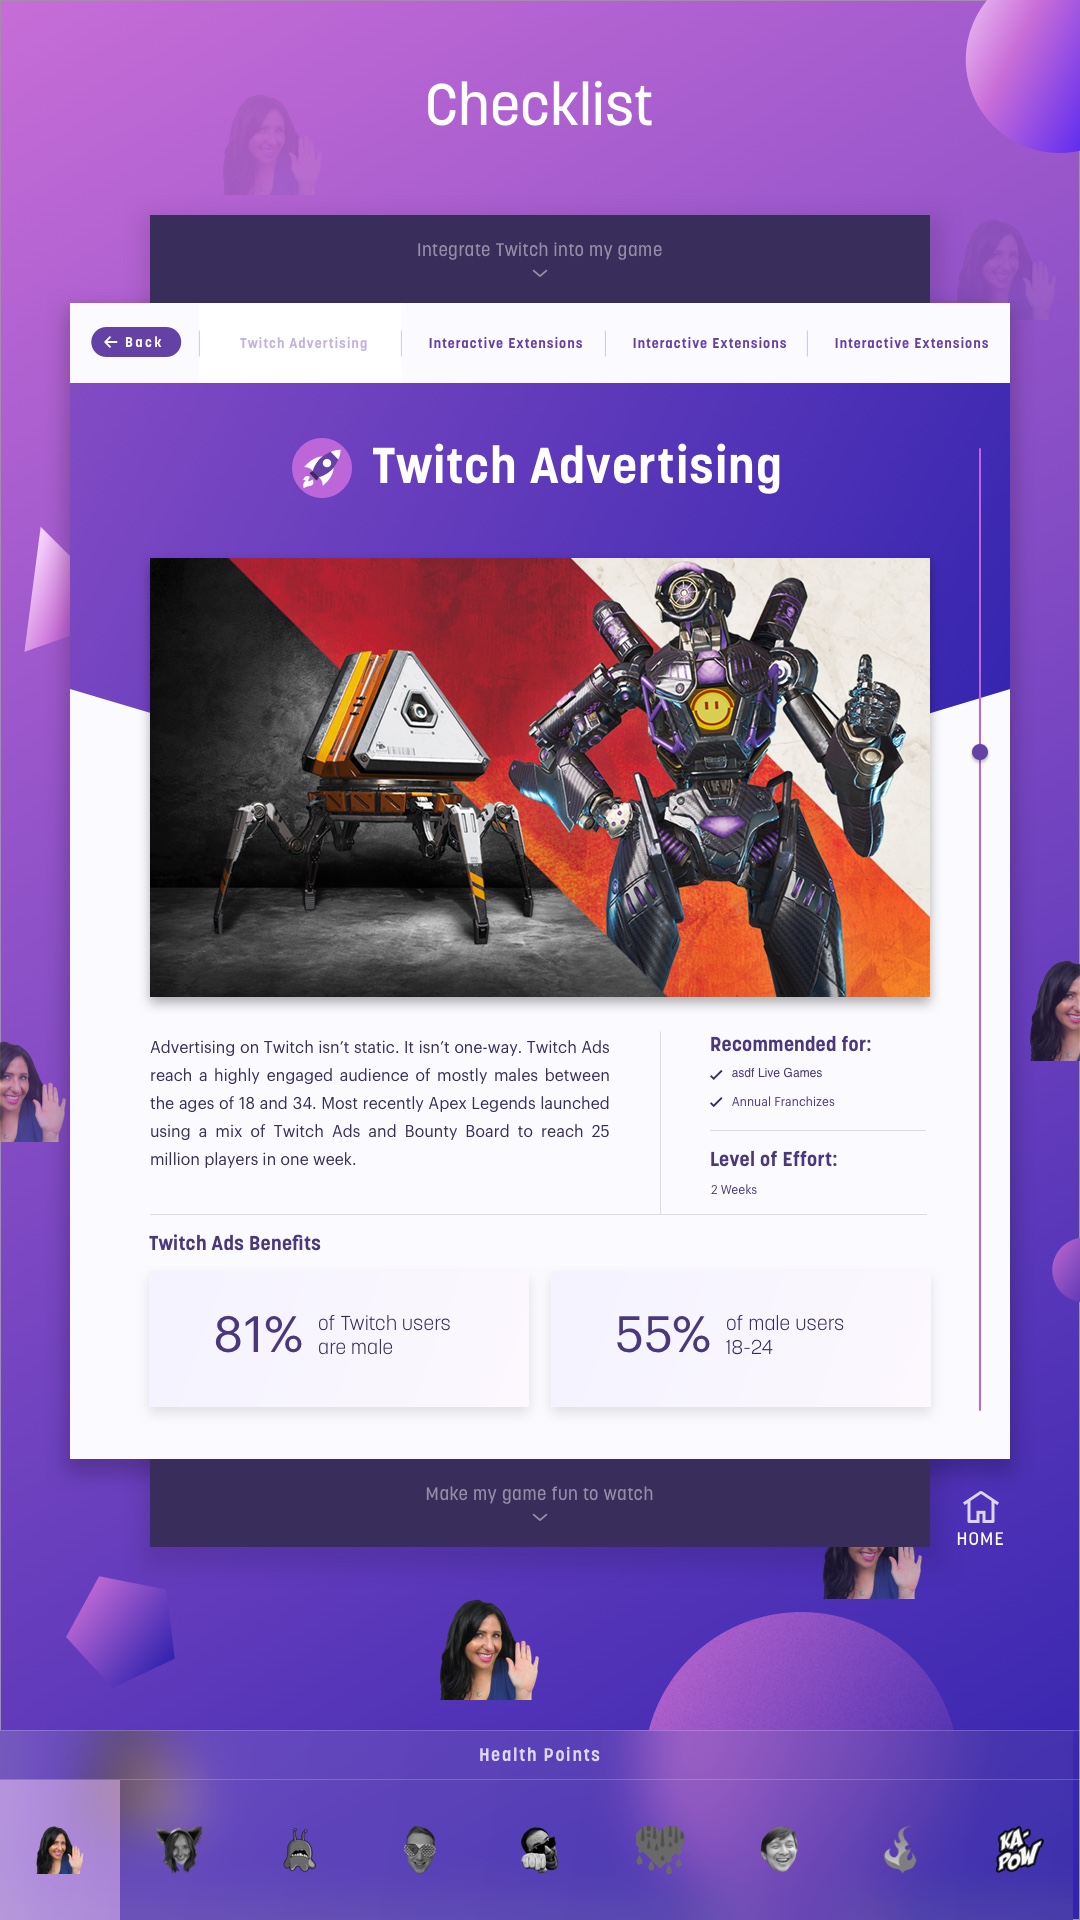 Checklist
Integrate Twitch into my game
Back
Twitch Advertising
Interactive Extensions
Interactive Extensions
Interactive Extensions
Twitch Advertising
Advertising on Twitch isn’t static. It isn’t one-way. Twitch Ads
reach a highly engaged audience of mostly males between
the ages of 18 and 34. Most recently Apex Legends launched
using a mix of Twitch Ads and Bounty Board to reach 25
million players in one week.
Recommended for:
asdf Live Games
Annual Franchizes
Level of Effort:
2 Weeks
Twitch Ads Benefits
81%
of Twitch users
are male
55%
of male users
18-24
Make my game fun to watch
HOME
Health Points
KA-
POW